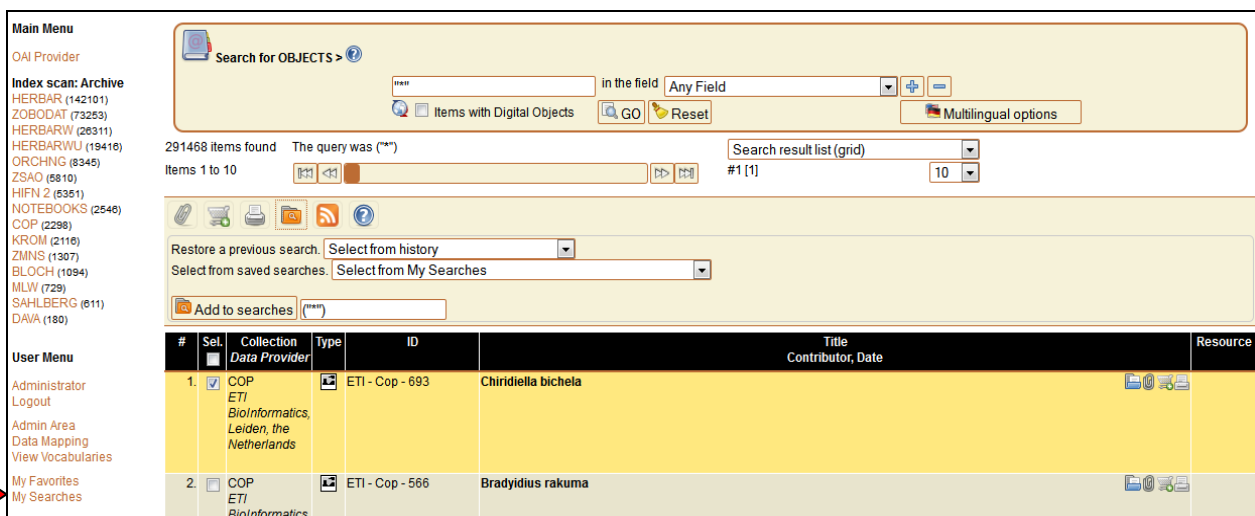 Main Menu
OAI Provider
Index scan: Archive
HERBAR (142101)
ZOBODAT (73253)
HERBARW (26311)
HERBARWU (19416)
ORCHNG (8345)
ZSAO (5810)
HIFN 2 (5351)
NOTEBOOKS (2546)
COP (2298)
KROM (2116)
ZMNS (1307)
BLOCH (1094)
MLW (729)
SAHLBERG (611)
DAVA (180)
User Menu
Administrator
Logout
Admin Area
Data Mapping
View Vocabularies
My Favorites
My Searches
Search for OBJECTS >
"*" in the field Any Field
Items with Digital Objects GO Reset Multilingual options
291468 items found The query was ("*") Search result list (grid)
Items 1 to 10 #1 [1] 10
Restore a previous search. Select from history
Select from saved searches. Select from My Searches
Add to searches ("*")
# Sel. Collection Type ID Title Resource
Data Provider Contributor, Date
1. COP ETI - Cop - 693 Chiridiella bichela
ETI
BioInformatics,
Leiden, the
Netherlands
2. COP ETI - Cop - 566 Bradyidius rakuma
ETI
BioInformatics